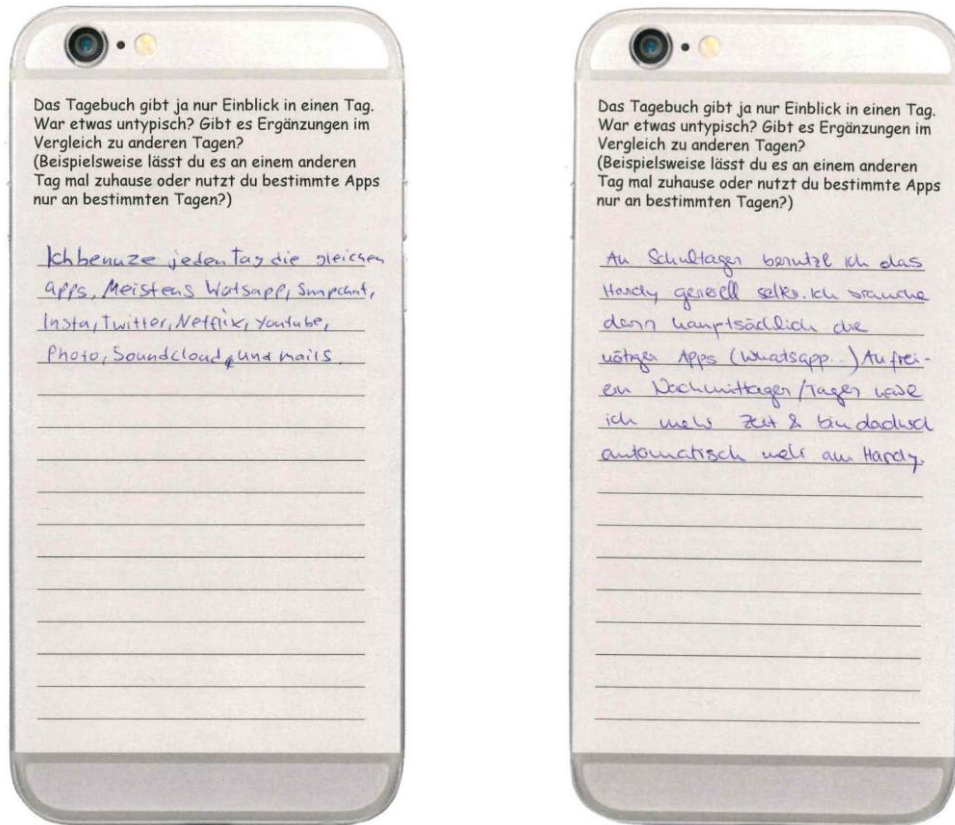 Das Tagebuch gibt ja nur Einblick in einen Tag.
War etwas untypisch? Gibt es Ergänzungen im
Vergleich zu anderen Tagen?
(Beispielsweise lässt du es an einem anderen
Tag mal zuhause oder nutzt du bestimmte Apps
nur an bestimmten Tagen?)
Ich benuze jeden Tag die gleichen
apps, Meistens Watsapp, Snapchat,
Insta, Twitter, Netflix, Youtube,
Photo, Soundcloud, und mails.
Das Tagebuch gibt ja nur Einblick in einen Tag.
War etwas untypisch? Gibt es Ergänzungen im
Vergleich zu anderen Tagen?
(Beispielsweise lässt du es an einem anderen
Tag mal zuhause oder nutzt du bestimmte Apps
nur an bestimmten Tagen?)
An Schultagen benutze ich das
Handy generell selten. Ich brauche
dann hauptsächlich die
nötigen Apps (Whatsapp...) An frei-
en Nachmittagen/Tagen habe
ich mehr Zeit & bin dadurch
automatisch mehr am Handy.